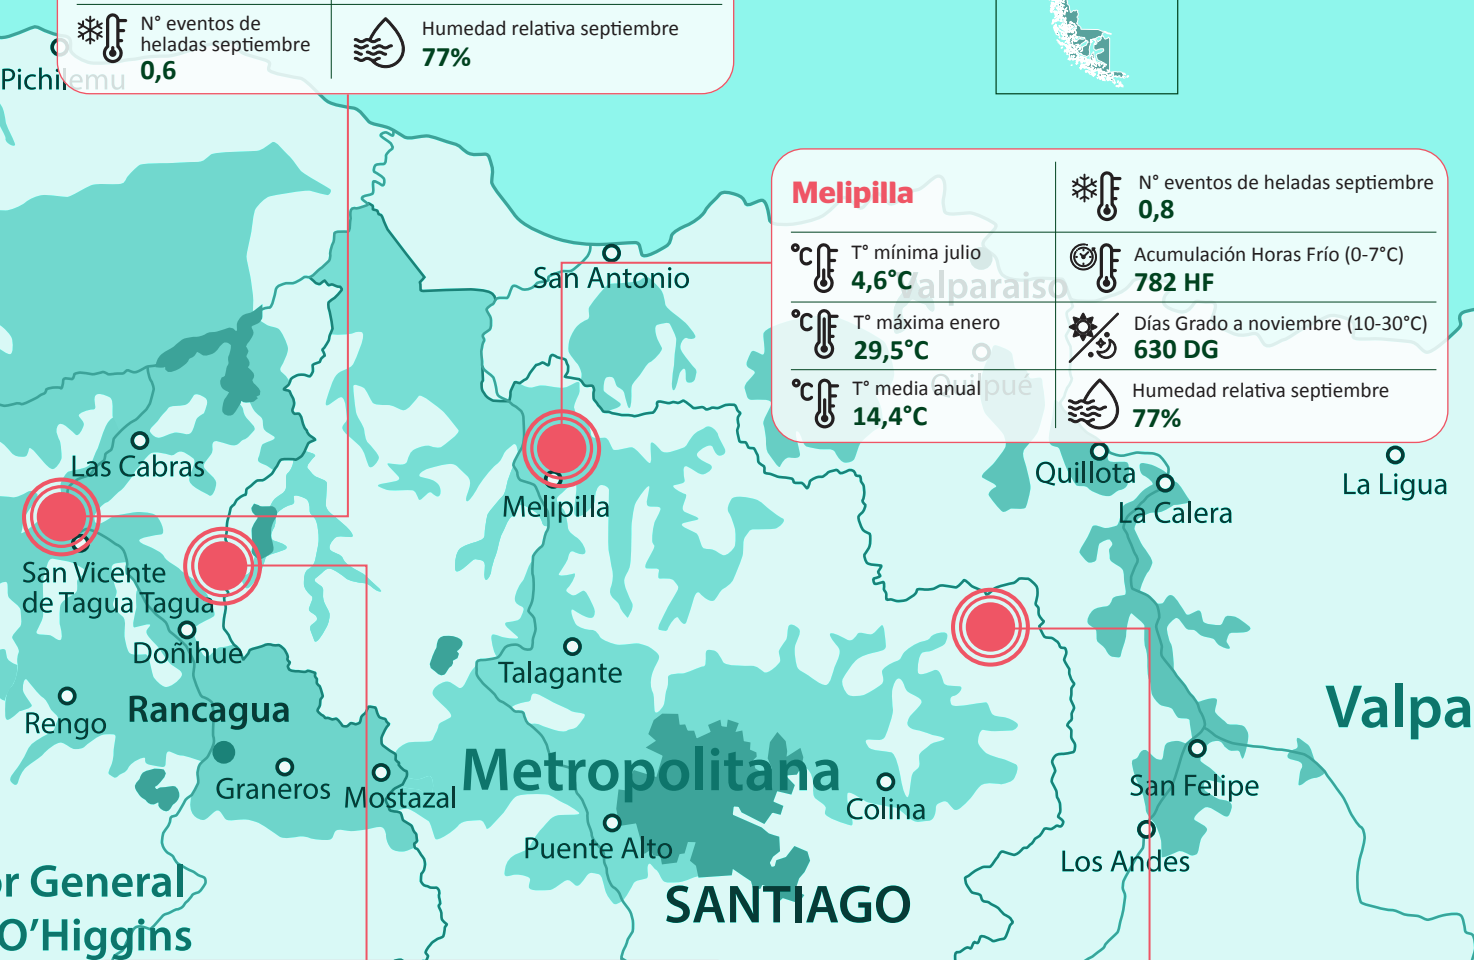 N° eventos de
heladas septiembre
0,6
Humedad relativa septiembre
77%
Pichilemu
Melipilla
N° eventos de heladas septiembre
0,8
°C
T° mínima julio
4,6°C
Acumulación Horas Frío (0-7°C)
782 HF
°C
T° máxima enero
29,5°C
Días Grado a noviembre (10-30°C)
630 DG
°C
T° media anual
14,4°C
Humedad relativa septiembre
77%
Valparaíso
Quilpué
San Antonio
Las Cabras
Melipilla
Quillota
La Calera
La Ligua
San Vicente
de Tagua Tagua
Doñihue
Talagante
Rengo
Rancagua
Valpa
Graneros
Mostazal
Metropolitana
Colina
San Felipe
Puente Alto
Los Andes
SANTIAGO
or General
O'Higgins